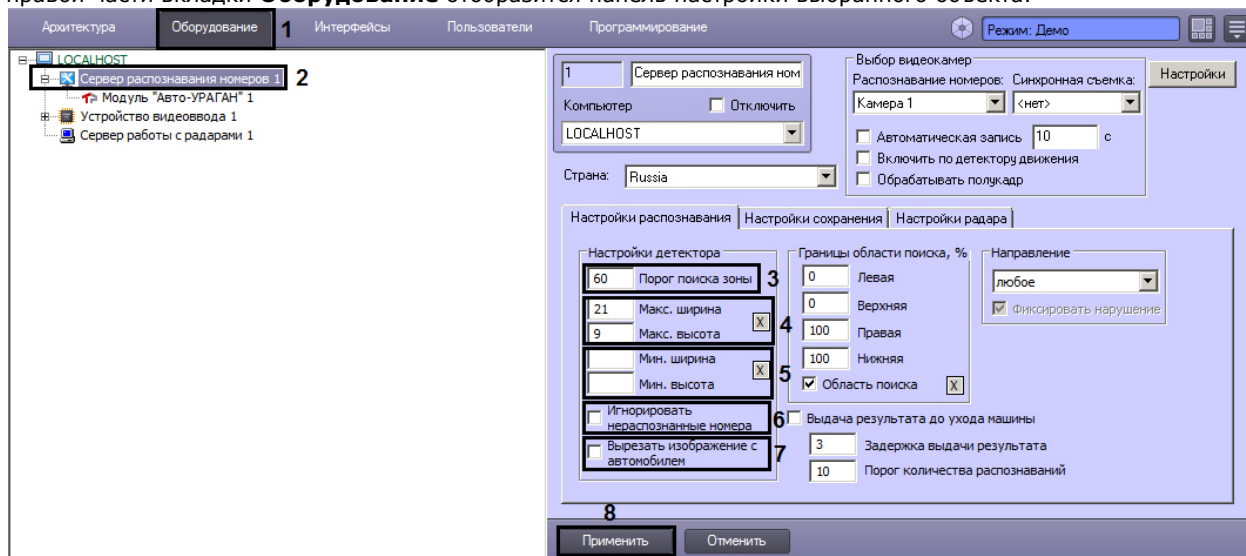 правой части вкладки Оборудование отобразится панель настройки выбранного объекта.
Архитектура Оборудование 1 Интерфейсы Пользователи Программирование Режим: Демо
LOCALHOST
Сервер распознавания номеров 1 2
Модуль "Авто-УРАГАН" 1
Устройство видеоввода 1
Сервер работы с радарами 1
1 Сервер распознавания ном
Компьютер Отключить
LOCALHOST
Страна: Russia
Выбор видеокамер
Распознавание номеров: Синхронная съемка:
Камера 1 <нет>
Автоматическая запись 10 с
Включить по детектору движения
Обрабатывать полукадр
Настройки
Настройки распознавания Настройки сохранения Настройки радара
Настройки детектора
60 Порог поиска зоны 3
21 Макс. ширина
9 Макс. высота
X 4
Мин. ширина
Мин. высота
X 5
Игнорировать
нераспознанные номера 6
Вырезать изображение с
автомобилем 7
Границы области поиска, %
0 Левая
0 Верхняя
100 Правая
100 Нижняя
Область поиска X
Направление
любое
Фиксировать нарушение
Выдача результата до ухода машины
3 Задержка выдачи результата
10 Порог количества распознаваний
8
Применить Отменить